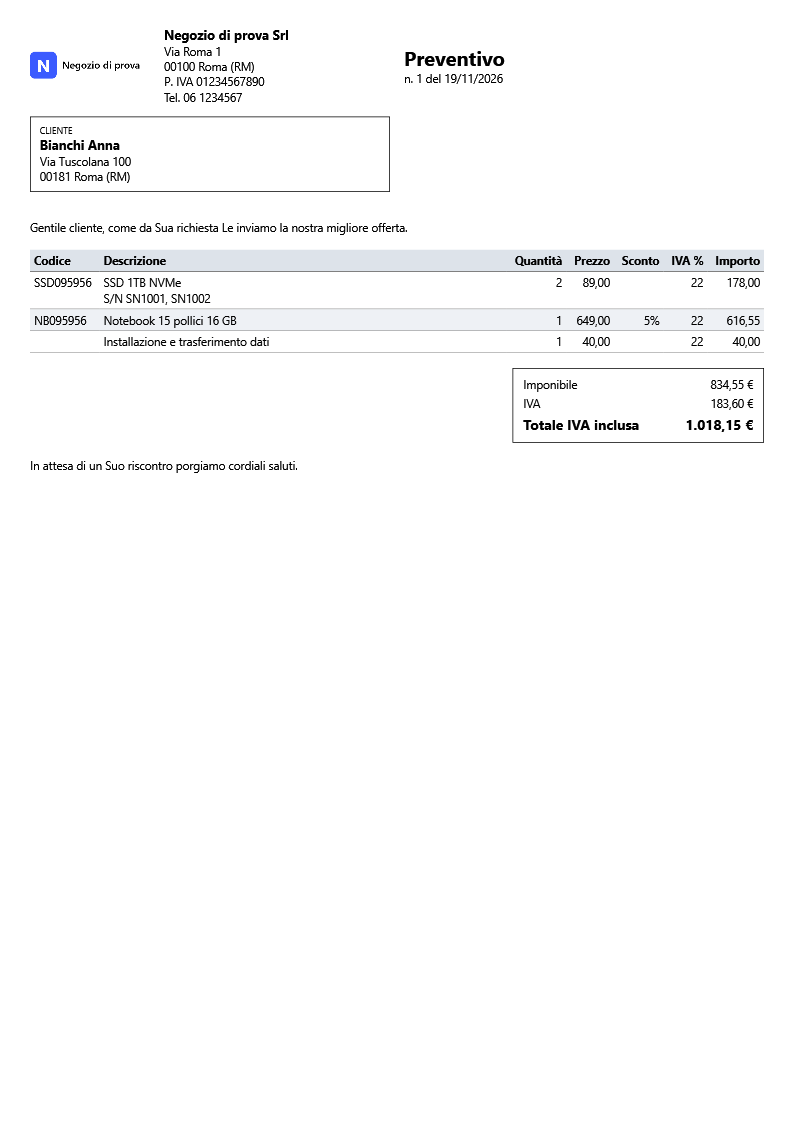 N Negozio di prova
Negozio di prova Srl
Via Roma 1
00100 Roma (RM)
P. IVA 01234567890
Tel. 06 1234567
Preventivo
n. 1 del 19/11/2026
CLIENTE
Bianchi Anna
Via Tuscolana 100
00181 Roma (RM)
Gentile cliente, come da Sua richiesta Le inviamo la nostra migliore offerta.
Codice Descrizione Quantità Prezzo Sconto IVA % Importo
SSD095956 SSD 1TB NVMe 2 89,00 22 178,00
S/N SN1001, SN1002
NB095956 Notebook 15 pollici 16 GB 1 649,00 5% 22 616,55
Installazione e trasferimento dati 1 40,00 22 40,00
Imponibile 834,55 €
IVA 183,60 €
Totale IVA inclusa 1.018,15 €
In attesa di un Suo riscontro porgiamo cordiali saluti.